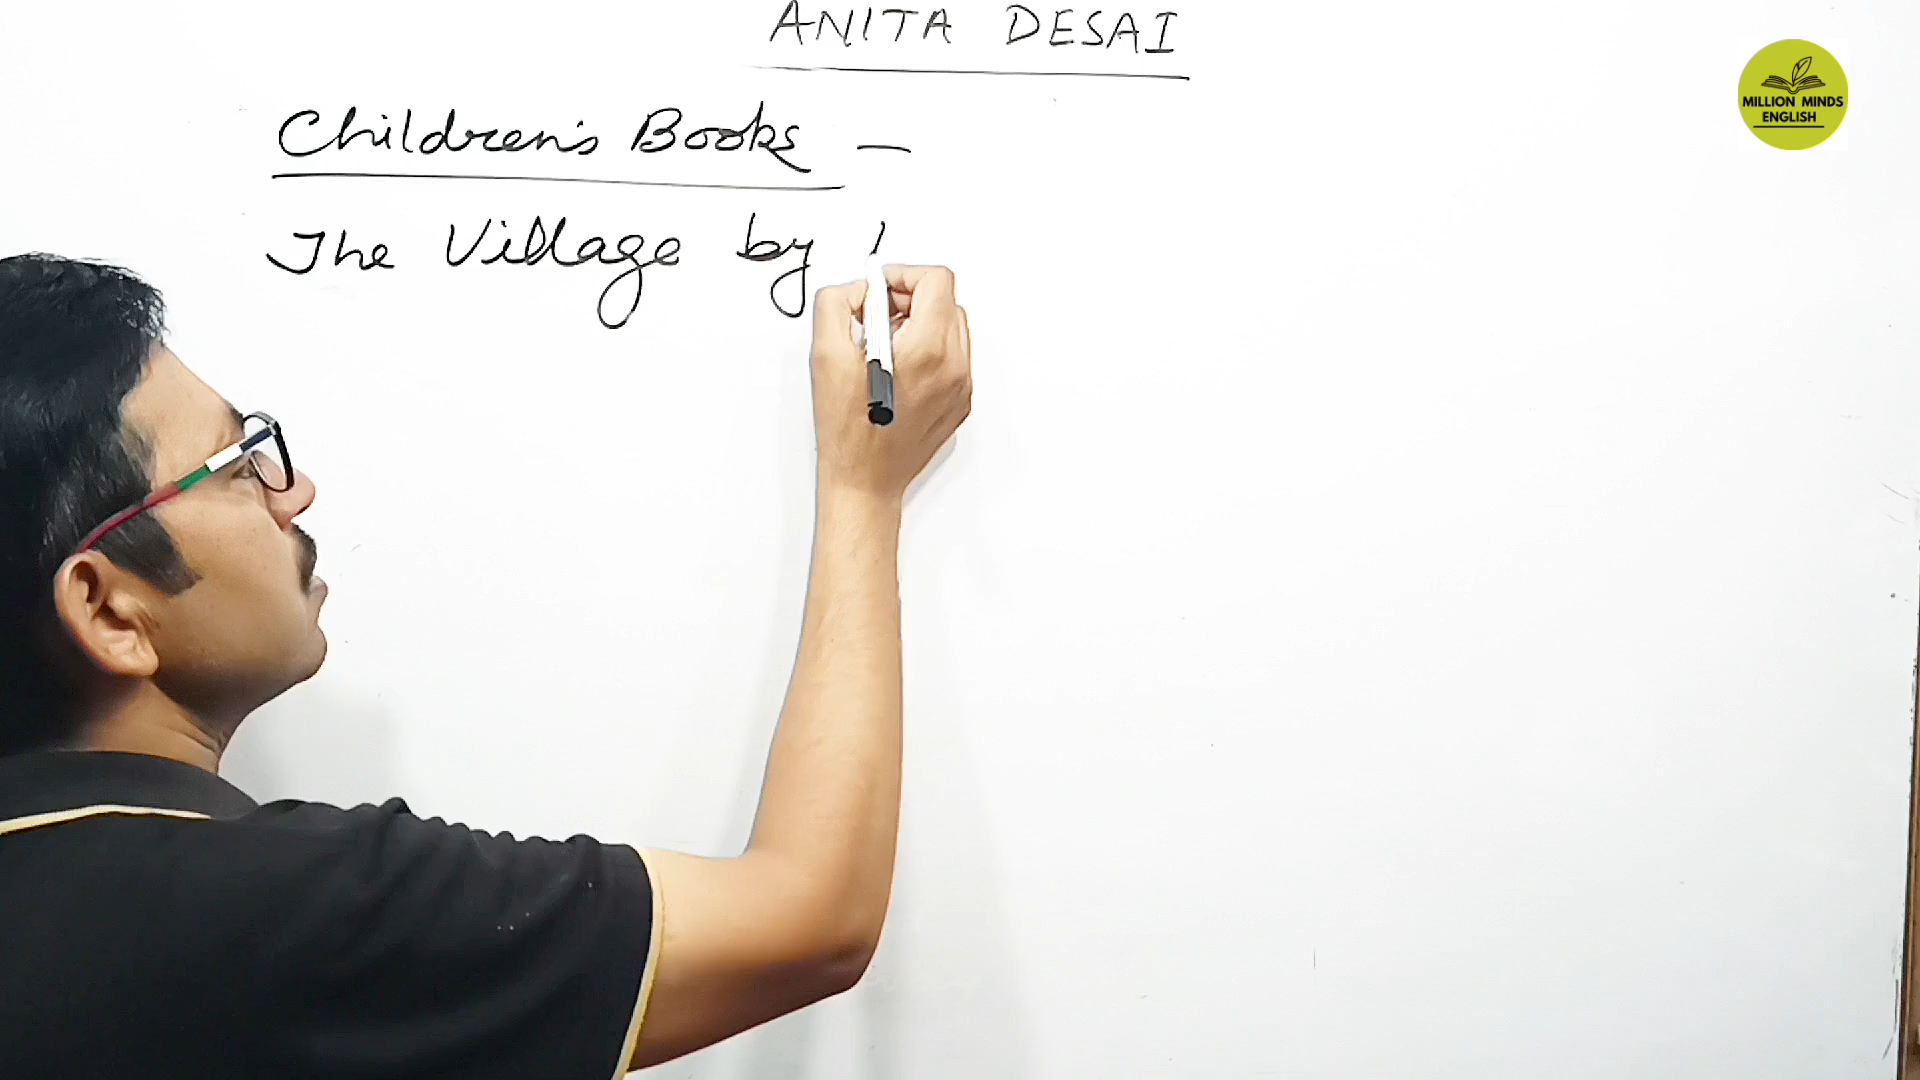 ANITA DESAI
MILLION MINDS
ENGLISH
Children's Books —
The Village by